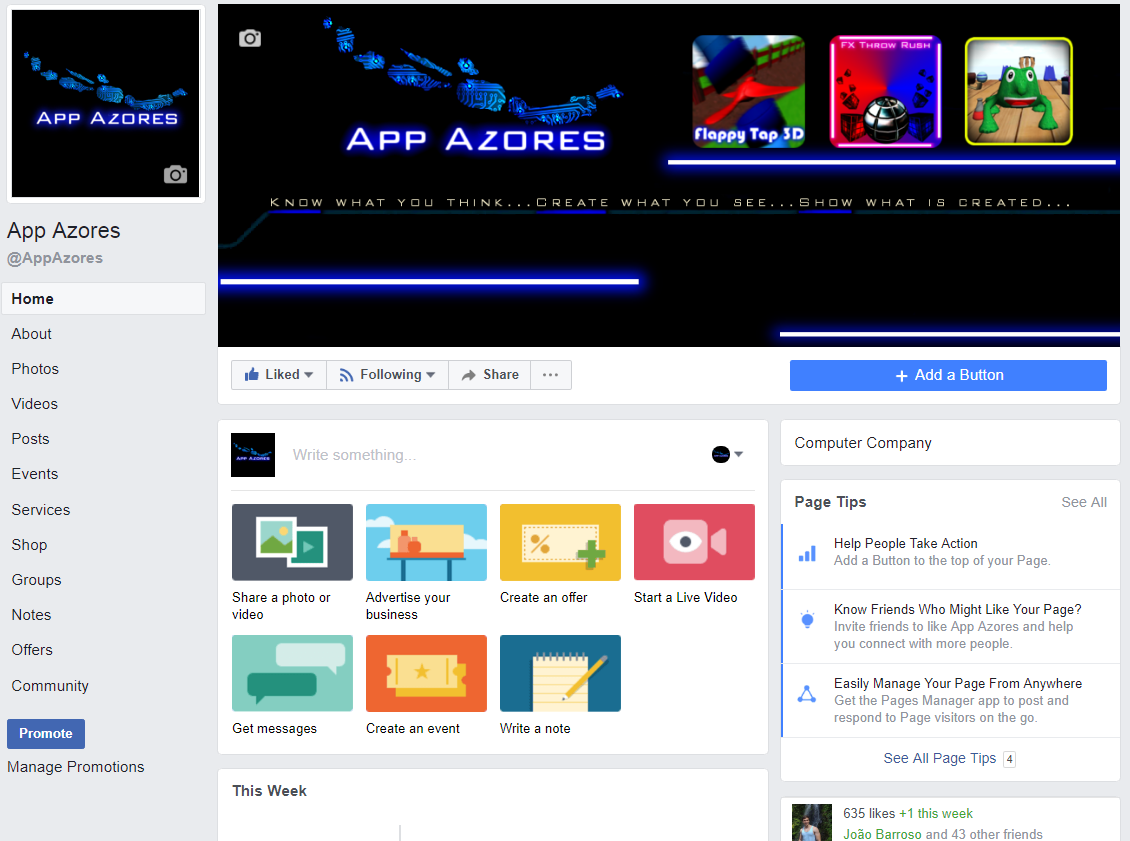 APP AZORES
App Azores
@AppAzores
Home
About
Photos
Videos
Posts
Events
Services
Shop
Groups
Notes
Offers
Community
Promote
Manage Promotions
APP AZORES
Flappy Tap 3D
FX THROW RUSH
KNOW WHAT YOU THINK...CREATE WHAT YOU SEE...SHOW WHAT IS CREATED...
Liked
Following
Share
+ Add a Button
APP AZORES
Write something...
Share a photo or
video
Advertise your
business
Create an offer
Start a Live Video
Get messages
Create an event
Write a note
This Week
Computer Company
Page Tips
See All
Help People Take Action
Add a Button to the top of your Page.
Know Friends Who Might Like Your Page?
Invite friends to like App Azores and help
you connect with more people.
Easily Manage Your Page From Anywhere
Get the Pages Manager app to post and
respond to Page visitors on the go.
See All Page Tips 4
635 likes +1 this week
João Barroso and 43 other friends